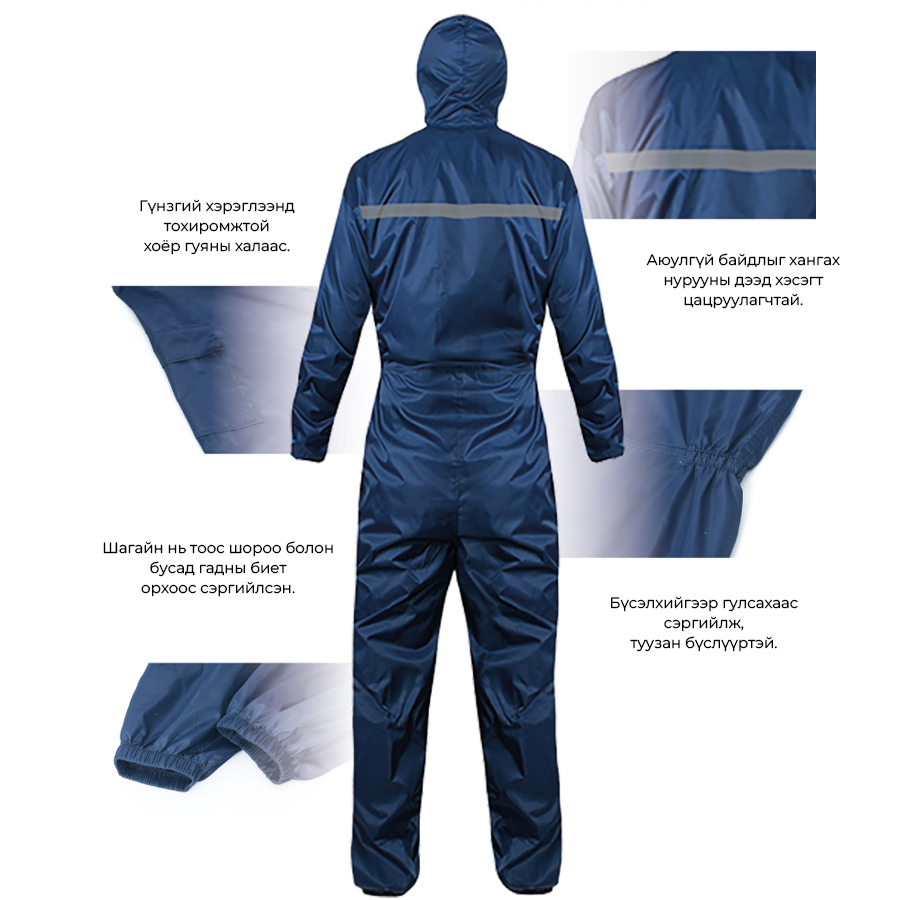 Гүнзгий хэрэглээнд
тохиромжтой
хоёр гуяны халаас.
Аюулгүй байдлыг хангах
нурууны дээд хэсэгт
цацруулагчтай.
Шагайн нь тоос шороо болон
бусад гадны биет
орхоос сэргийлсэн.
Бүсэлхийгээр гулсахаас
сэргийлж,
туузан бүслүүртэй.